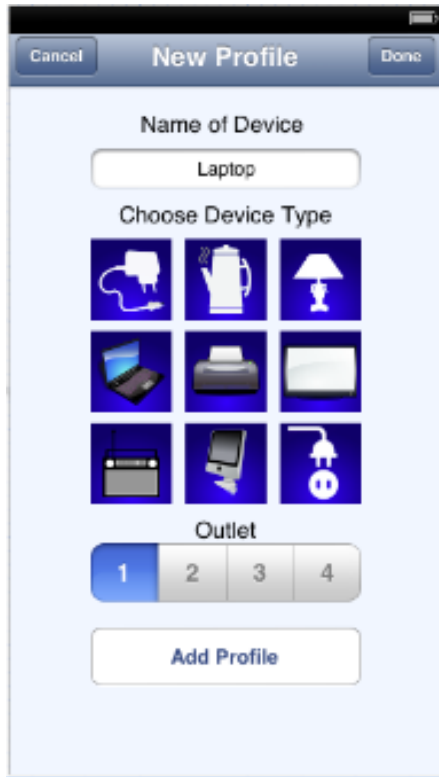 Cancel New Profile Done
Name of Device
Laptop
Choose Device Type
Outlet
1 2 3 4
Add Profile